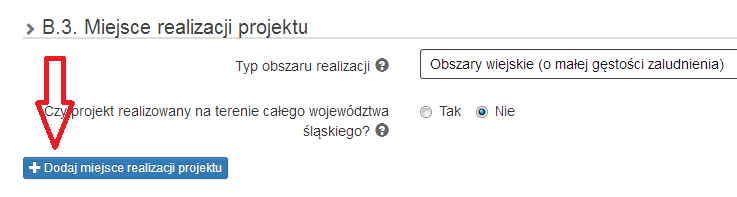 B.3. Miejsce realizacji projektu
Typ obszaru realizacji
Obszary wiejskie (o małej gęstości zaludnienia)
Czy projekt realizowany na terenie całego województwa
śląskiego?
Tak Nie
Dodaj miejsce realizacji projektu